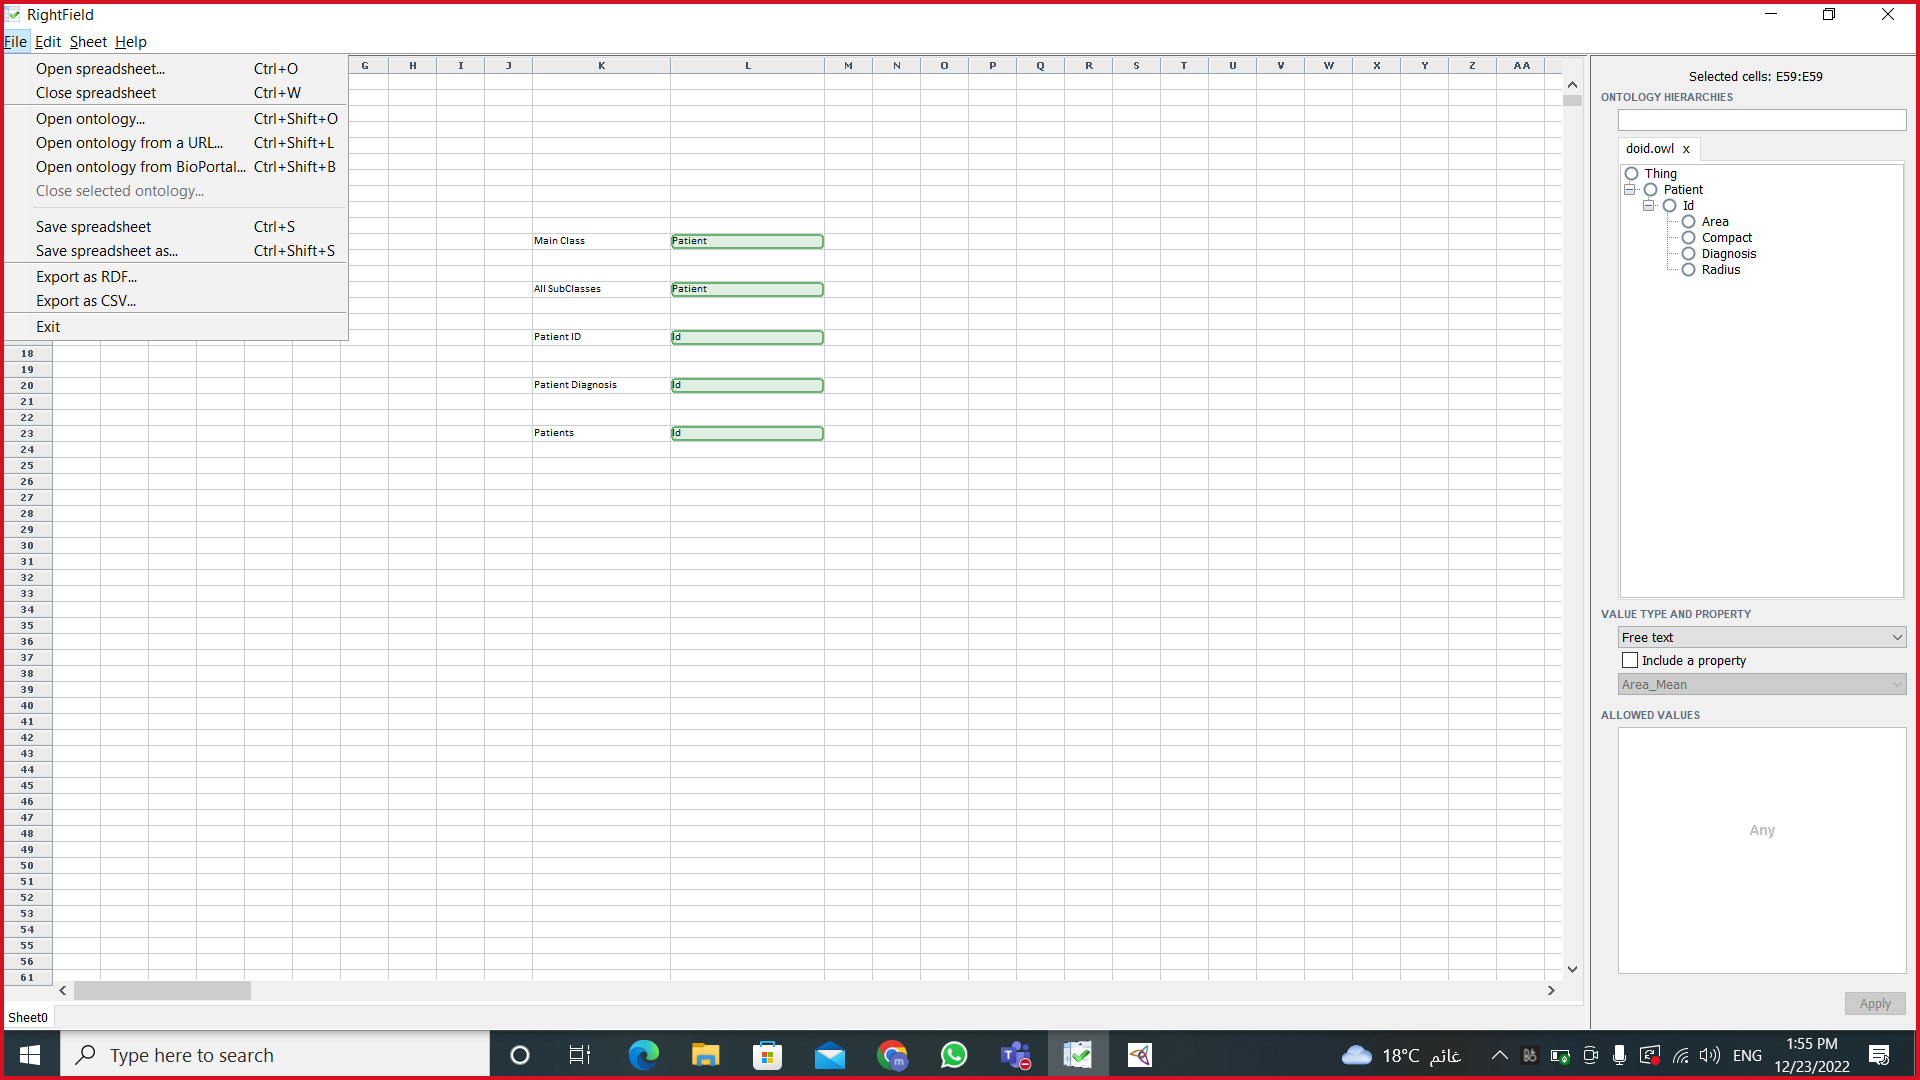 RightField
File Edit Sheet Help
Open spreadsheet... Ctrl+O
Close spreadsheet Ctrl+W
Open ontology... Ctrl+Shift+O
Open ontology from a URL... Ctrl+Shift+L
Open ontology from BioPortal... Ctrl+Shift+B
Close selected ontology...
Save spreadsheet Ctrl+S
Save spreadsheet as... Ctrl+Shift+S
Export as RDF...
Export as CSV...
Exit
G H I J K L M N O P Q R S T U V W X Y Z AA
Main Class Patient
All SubClasses Patient
Patient ID Id
18
19
20 Patient Diagnosis Id
21
22
23 Patients Id
24
25
26
27
28
29
30
31
32
33
34
35
36
37
38
39
40
41
42
43
44
45
46
47
48
49
50
51
52
53
54
55
56
61
Sheet0
Selected cells: E59:E59
ONTOLOGY HIERARCHIES
doid.owl x
Thing
Patient
Id
Area
Compact
Diagnosis
Radius
VALUE TYPE AND PROPERTY
Free text
Include a property
Area_Mean
ALLOWED VALUES
Any
Apply
Type here to search
18°C غائم
ENG
1:55 PM
12/23/2022